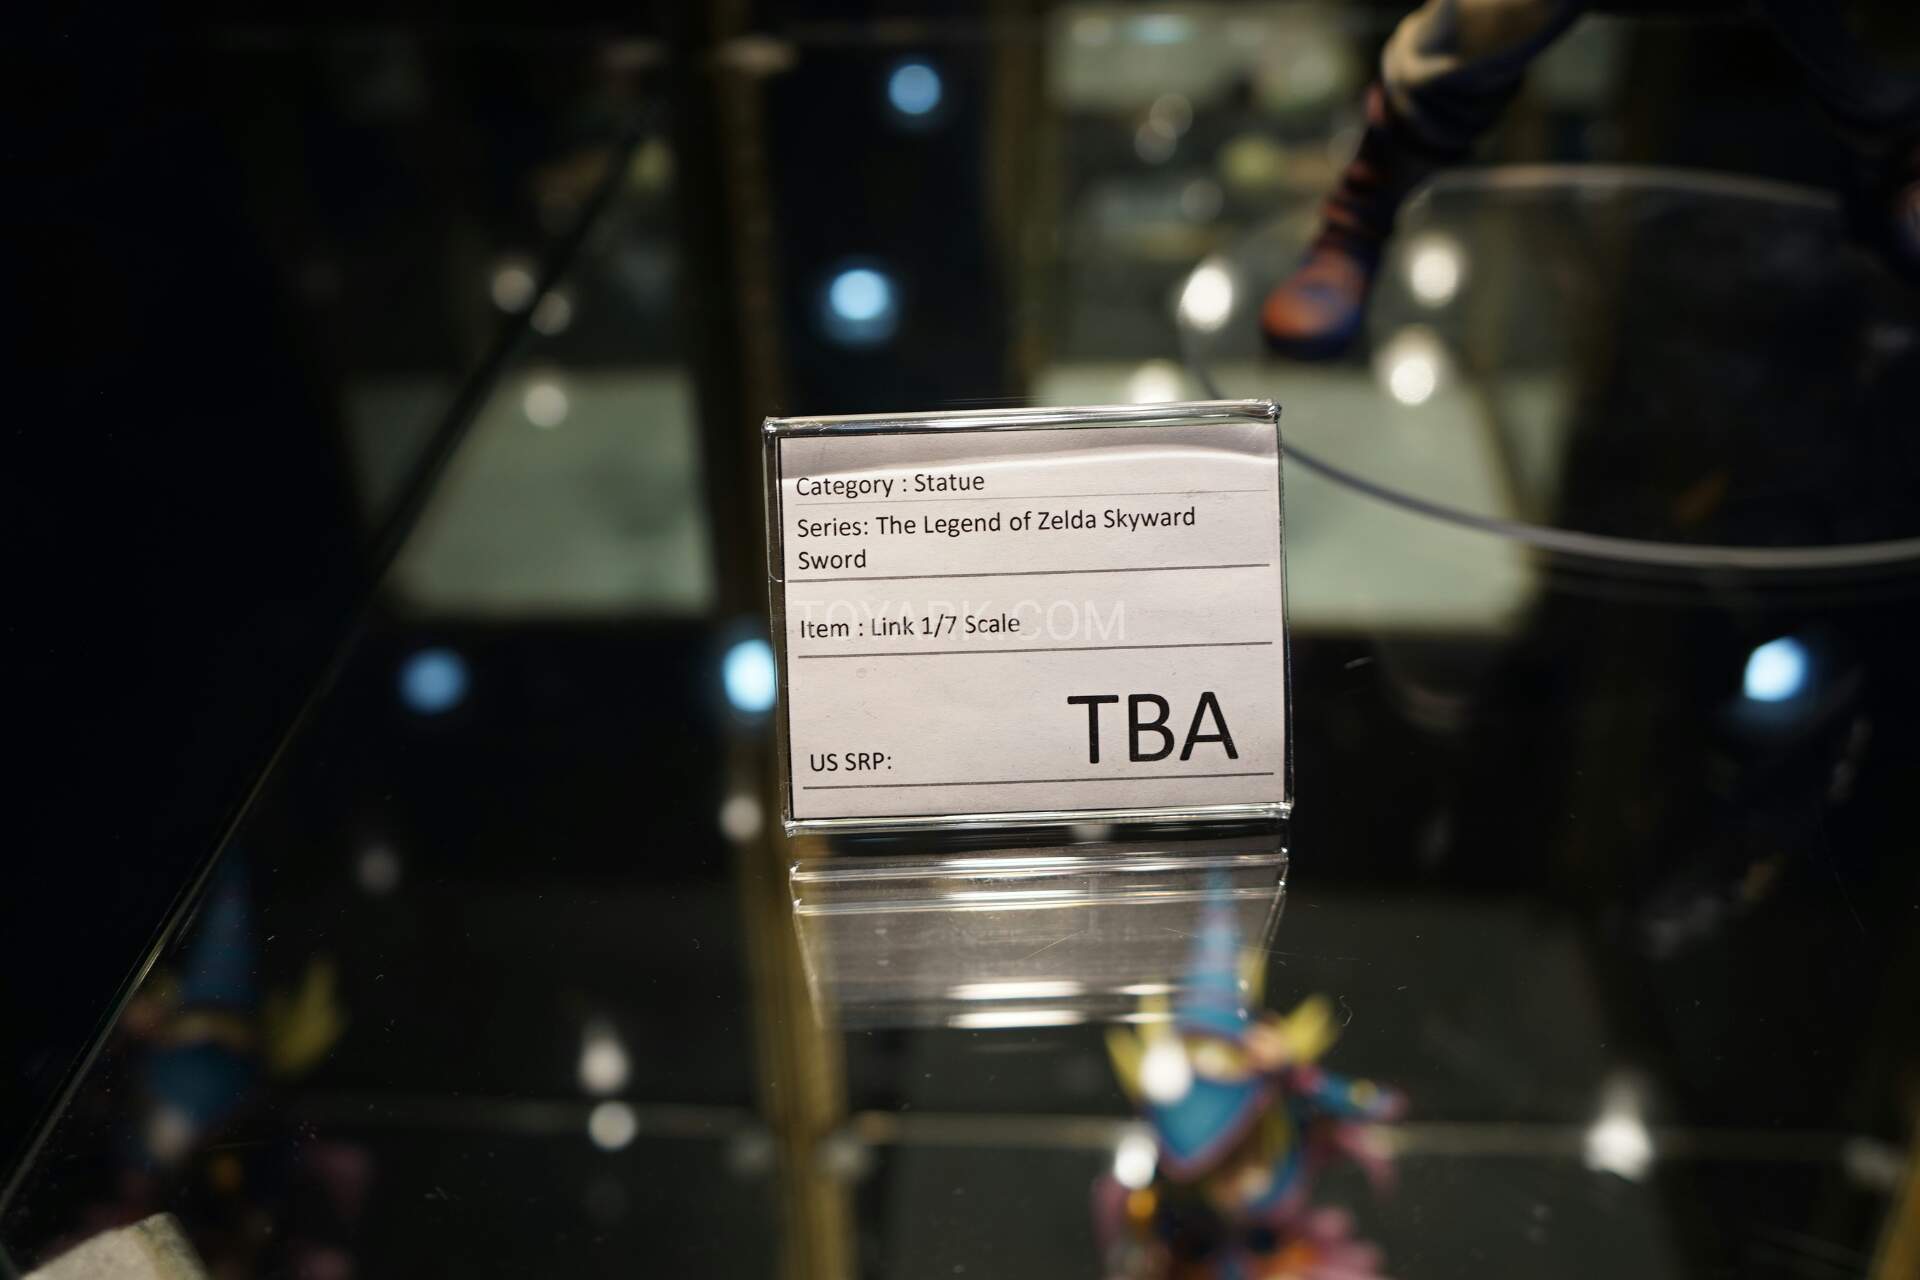 Category : Statue
Series: The Legend of Zelda Skyward
Sword
TOYARK.COM
Item : Link 1/7 Scale
TBA
US SRP: